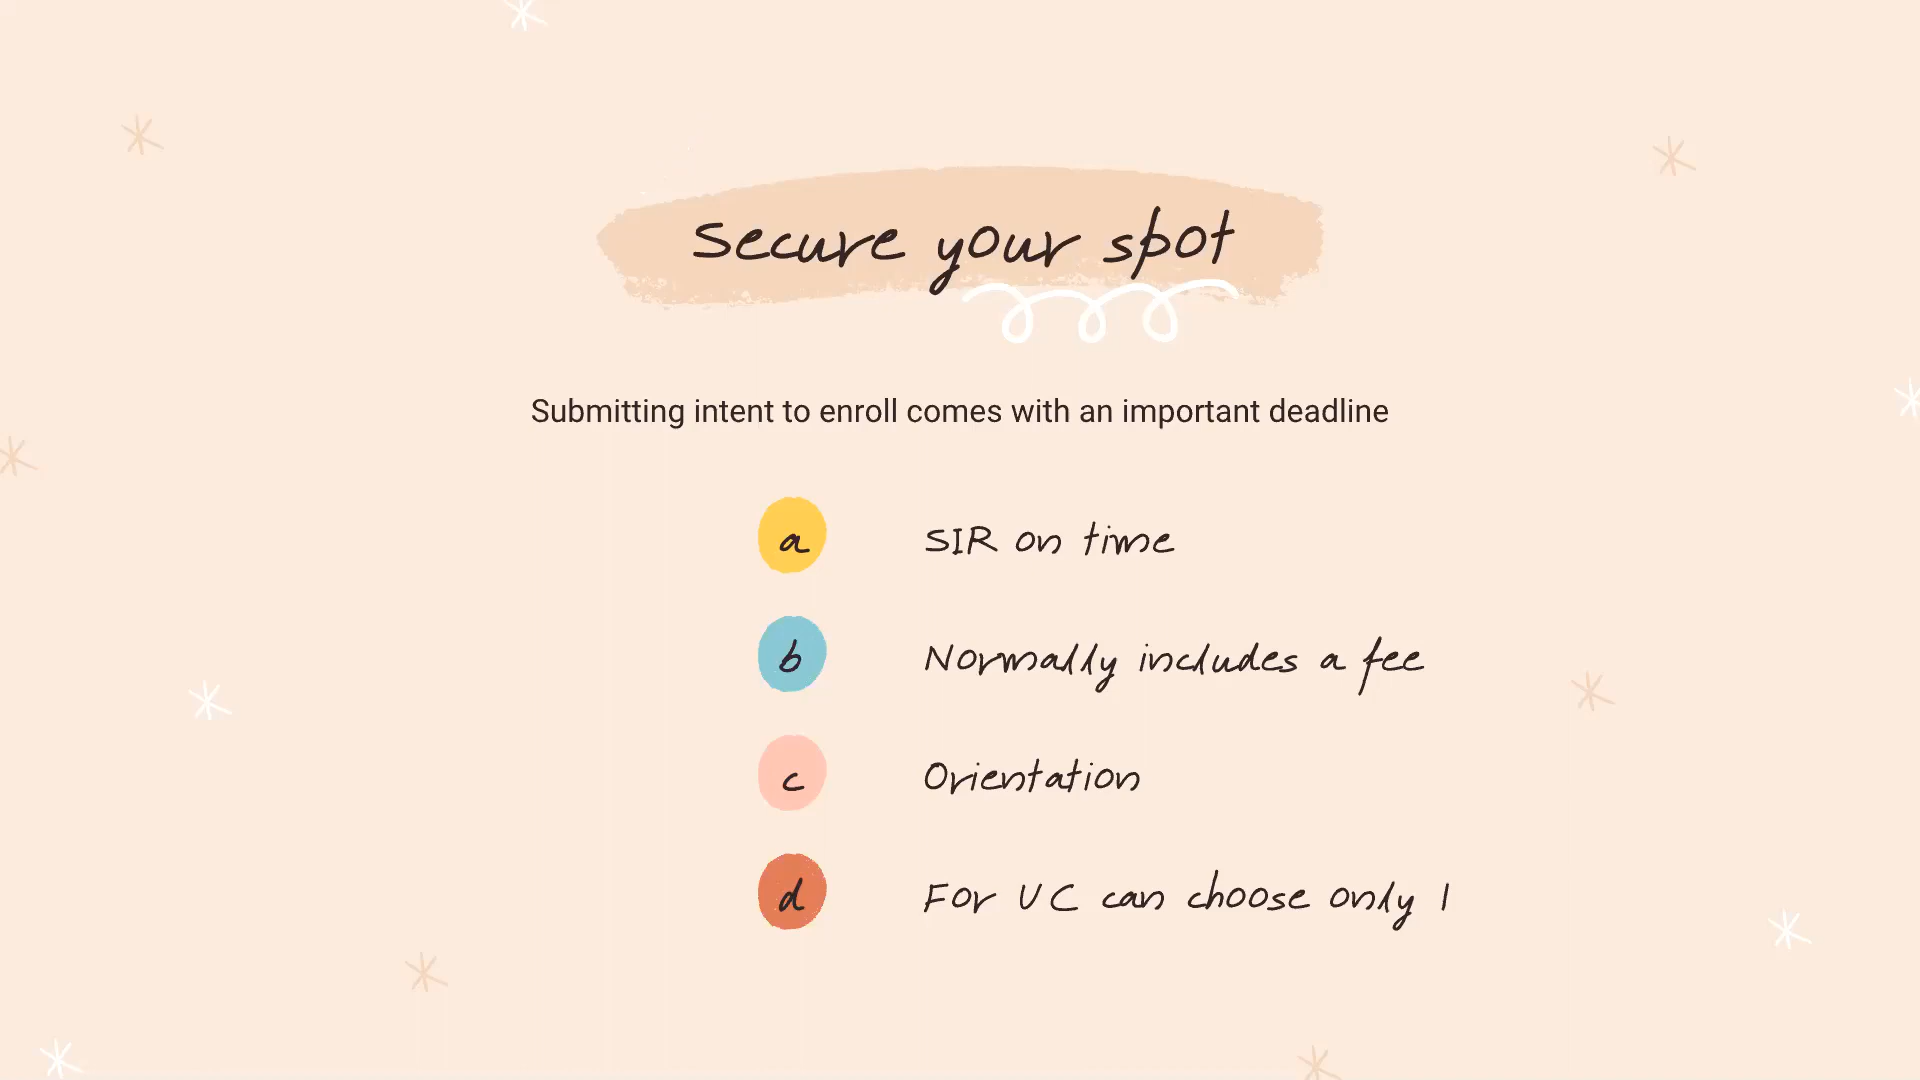 Secure your spot
Submitting intent to enroll comes with an important deadline
a SIR on time
b Normally includes a fee
c Orientation
d For UC can choose only 1